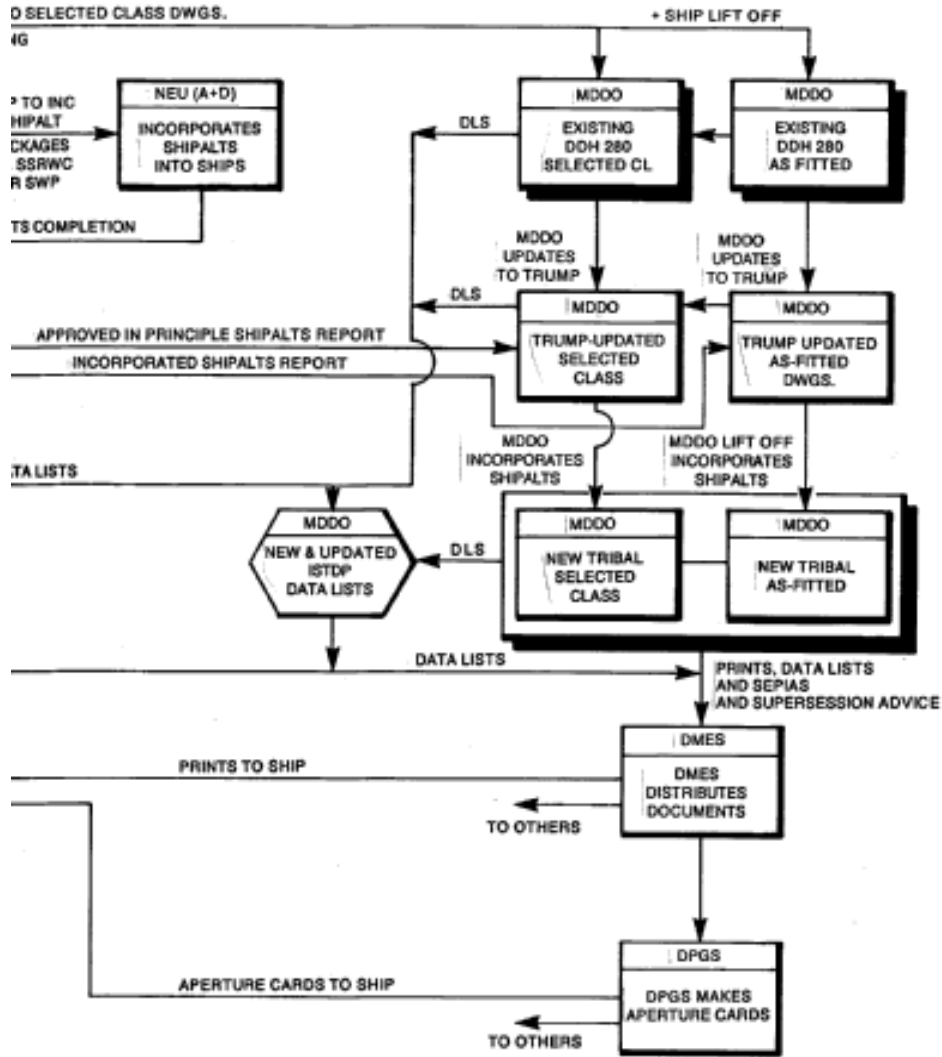 O SELECTED CLASS DWGS.
+ SHIP LIFT OFF
NG
NEU (A+D)
INCORPORATES
SHIPALTS
INTO SHIPS
P TO INC
HIPALT
CKAGES
SSRWC
R SWP
TS COMPLETION
DLS
MDDO
EXISTING
DDH 280
SELECTED CL
MDDO
EXISTING
DDH 280
AS FITTED
MDDO
UPDATES
TO TRUMP
MDDO
UPDATES
TO TRUMP
DLS
MDDO
TRUMP-UPDATED
SELECTED
CLASS
MDDO
TRUMP UPDATED
AS-FITTED
DWGS.
APPROVED IN PRINCIPLE SHIPALTS REPORT
INCORPORATED SHIPALTS REPORT
MDDO
INCORPORATES
SHIPALTS
MDDO LIFT OFF
INCORPORATES
SHIPALTS
TA LISTS
MDDO
NEW & UPDATED
ISTDP
DATA LISTS
DLS
MDDO
NEW TRIBAL
SELECTED
CLASS
MDDO
NEW TRIBAL
AS-FITTED
DATA LISTS
PRINTS, DATA LISTS
AND SEPIAS
AND SUPERSESSION ADVICE
DMES
DMES
DISTRIBUTES
DOCUMENTS
PRINTS TO SHIP
TO OTHERS
DPGS
DPGS MAKES
APERTURE CARDS
APERTURE CARDS TO SHIP
TO OTHERS